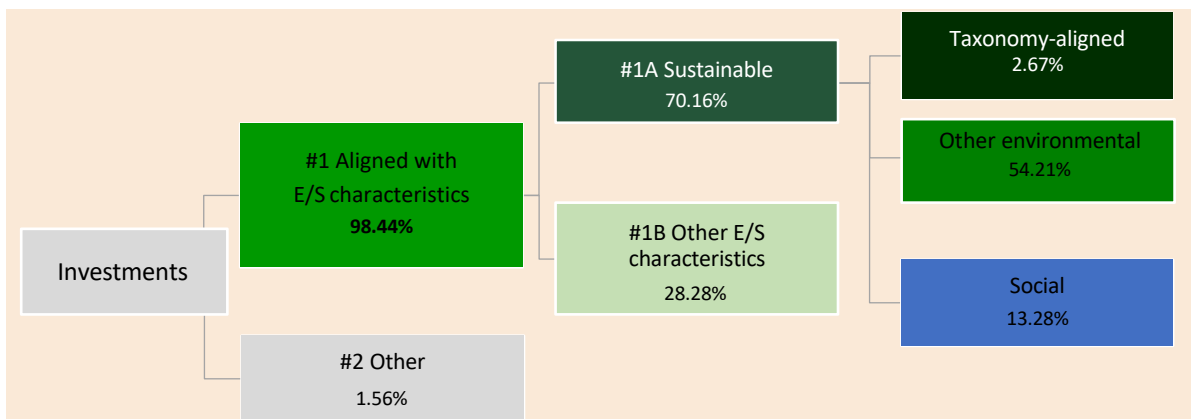 Investments
#1 Aligned with
E/S characteristics
98.44%
#2 Other
1.56%
#1A Sustainable
70.16%
#1B Other E/S
characteristics
28.28%
Taxonomy-aligned
2.67%
Other environmental
54.21%
Social
13.28%